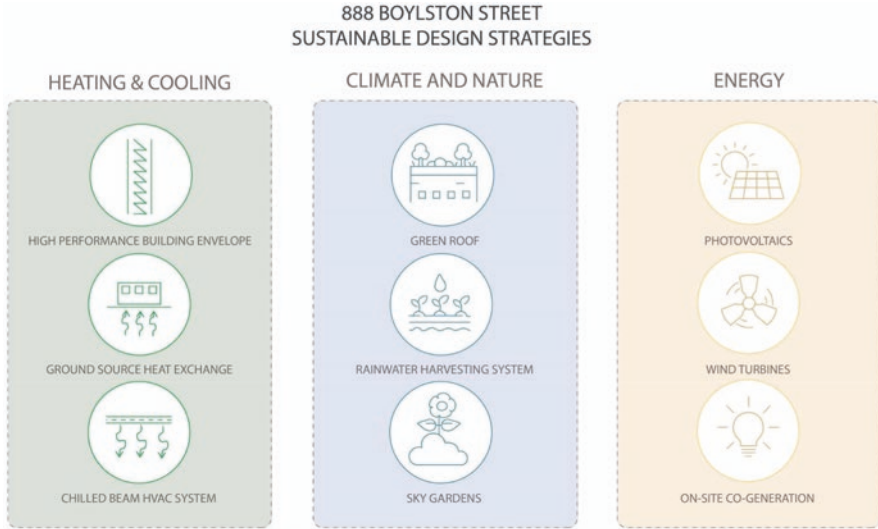 888 BOYLSTON STREET
SUSTAINABLE DESIGN STRATEGIES
HEATING & COOLING
HIGH PERFORMANCE BUILDING ENVELOPE
GROUND SOURCE HEAT EXCHANGE
CHILLED BEAM HVAC SYSTEM
CLIMATE AND NATURE
GREEN ROOF
RAINWATER HARVESTING SYSTEM
SKY GARDENS
ENERGY
PHOTOVOLTAICS
WIND TURBINES
ON-SITE CO-GENERATION